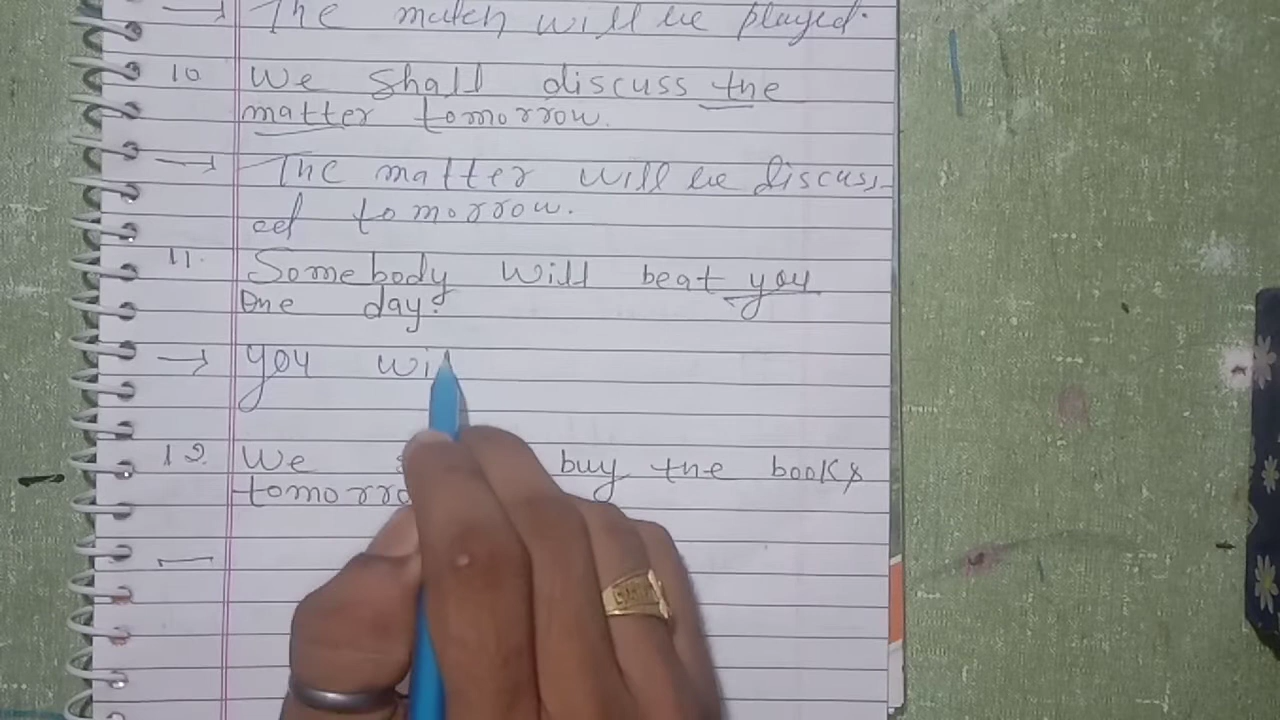 → The match will be played.
10 We shall discuss the
matter tomorrow.
→ The matter will be discuss-
ed tomorrow.
11. Somebody will beat you
One day.
→ you wi
12. We buy the books
tomorro